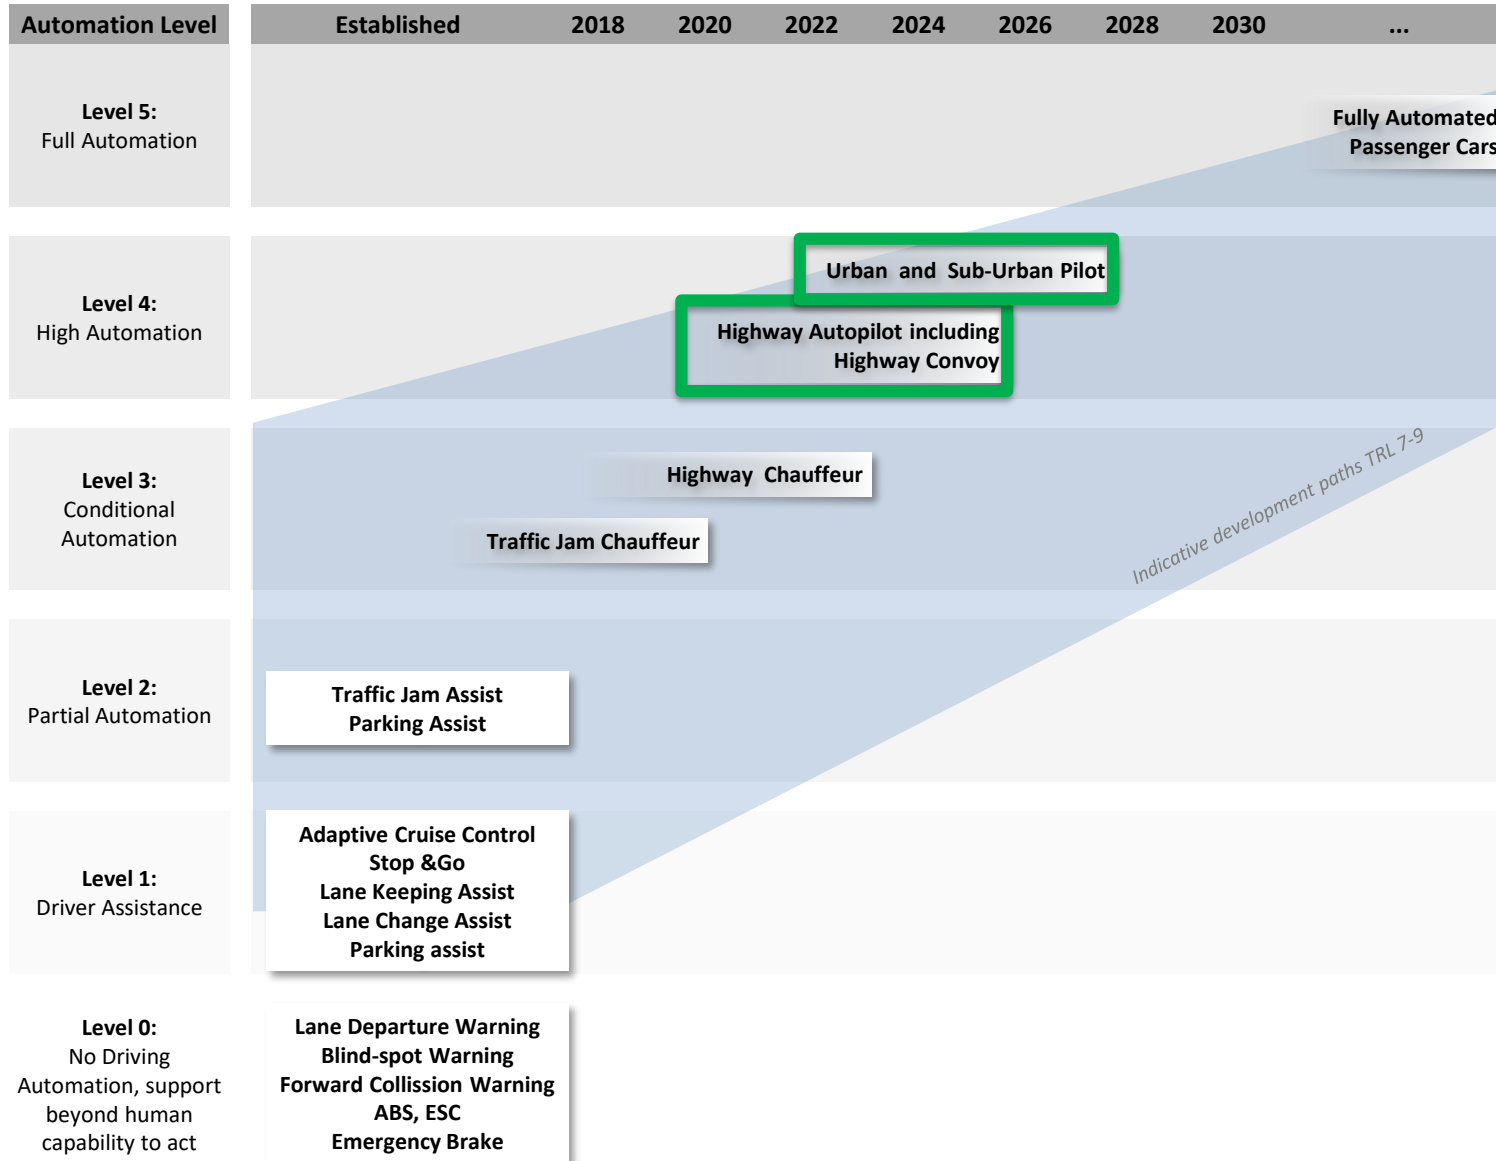 Automation Level Established 2018 2020 2022 2024 2026 2028 2030 ...
Level 5:
Full Automation
Fully Automated
Passenger Cars
Level 4:
High Automation
Urban and Sub-Urban Pilot
Highway Autopilot including
Highway Convoy
Level 3:
Conditional
Automation
Highway Chauffeur
Traffic Jam Chauffeur
Indicative development paths TRL 7-9
Level 2:
Partial Automation
Traffic Jam Assist
Parking Assist
Level 1:
Driver Assistance
Adaptive Cruise Control
Stop &Go
Lane Keeping Assist
Lane Change Assist
Parking assist
Level 0:
No Driving
Automation, support
beyond human
capability to act
Lane Departure Warning
Blind-spot Warning
Forward Collission Warning
ABS, ESC
Emergency Brake